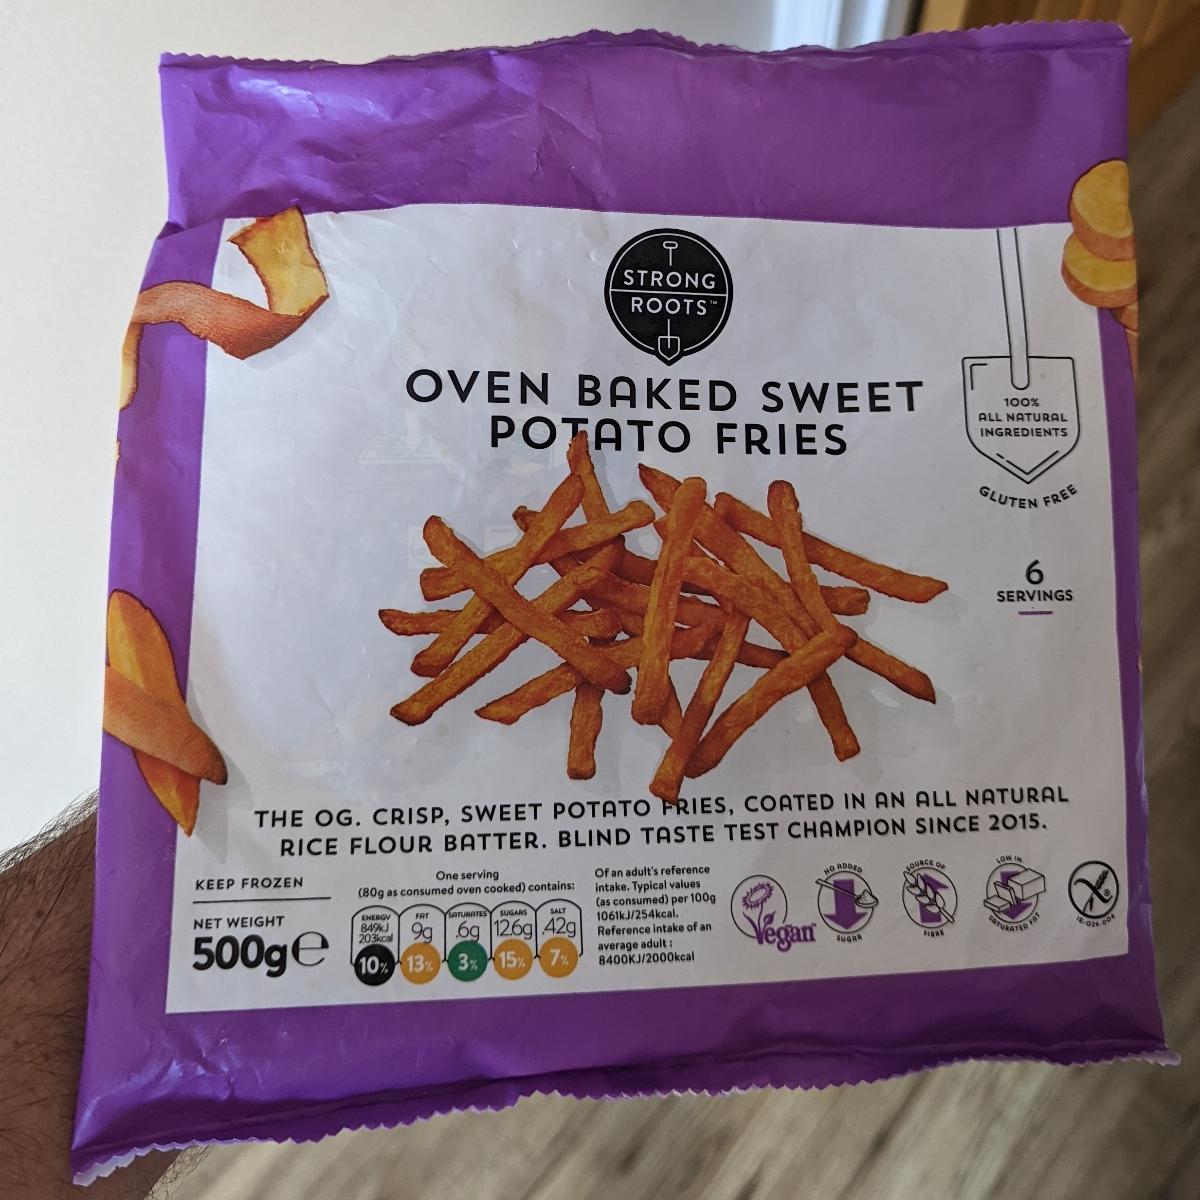 STRONG
ROOTS™
OVEN BAKED SWEET
POTATO FRIES
100%
ALL NATURAL
INGREDIENTS
GLUTEN FREE
6
SERVINGS
THE OG. CRISP, SWEET POTATO FRIES, COATED IN AN ALL NATURAL
RICE FLOUR BATTER. BLIND TASTE TEST CHAMPION SINCE 2015.
KEEP FROZEN
NET WEIGHT
500g℮
One serving
(80g as consumed oven cooked) contains:
ENERGY
849kJ
203kcal
10%
FAT
9g
13%
SATURATES
.6g
3%
SUGARS
12.6g
15%
SALT
.42g
7%
Of an adult's reference
intake. Typical values
(as consumed) per 100g
1061kJ/254kcal.
Reference intake of an
average adult :
8400KJ/2000kcal
Vegan
NO ADDED
SUGAR
SOURCE OF
FIBRE
LOW IN
SATURATED FAT